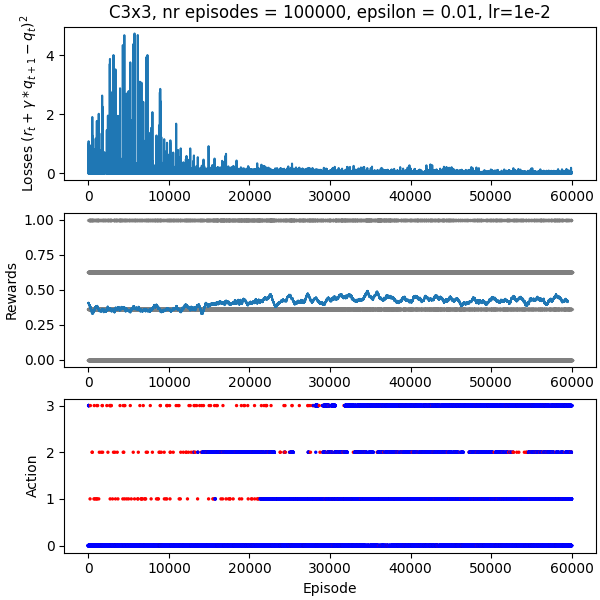 C3x3, nr episodes = 100000, epsilon = 0.01, lr=1e-2
Losses $(r_t + \gamma * q_{t+1} - q_t)^2$
4
2
0
0 10000 20000 30000 40000 50000 60000
Rewards
1.00
0.75
0.50
0.25
0.00
0 10000 20000 30000 40000 50000 60000
Action
3
2
1
0
0 10000 20000 30000 40000 50000 60000
Episode